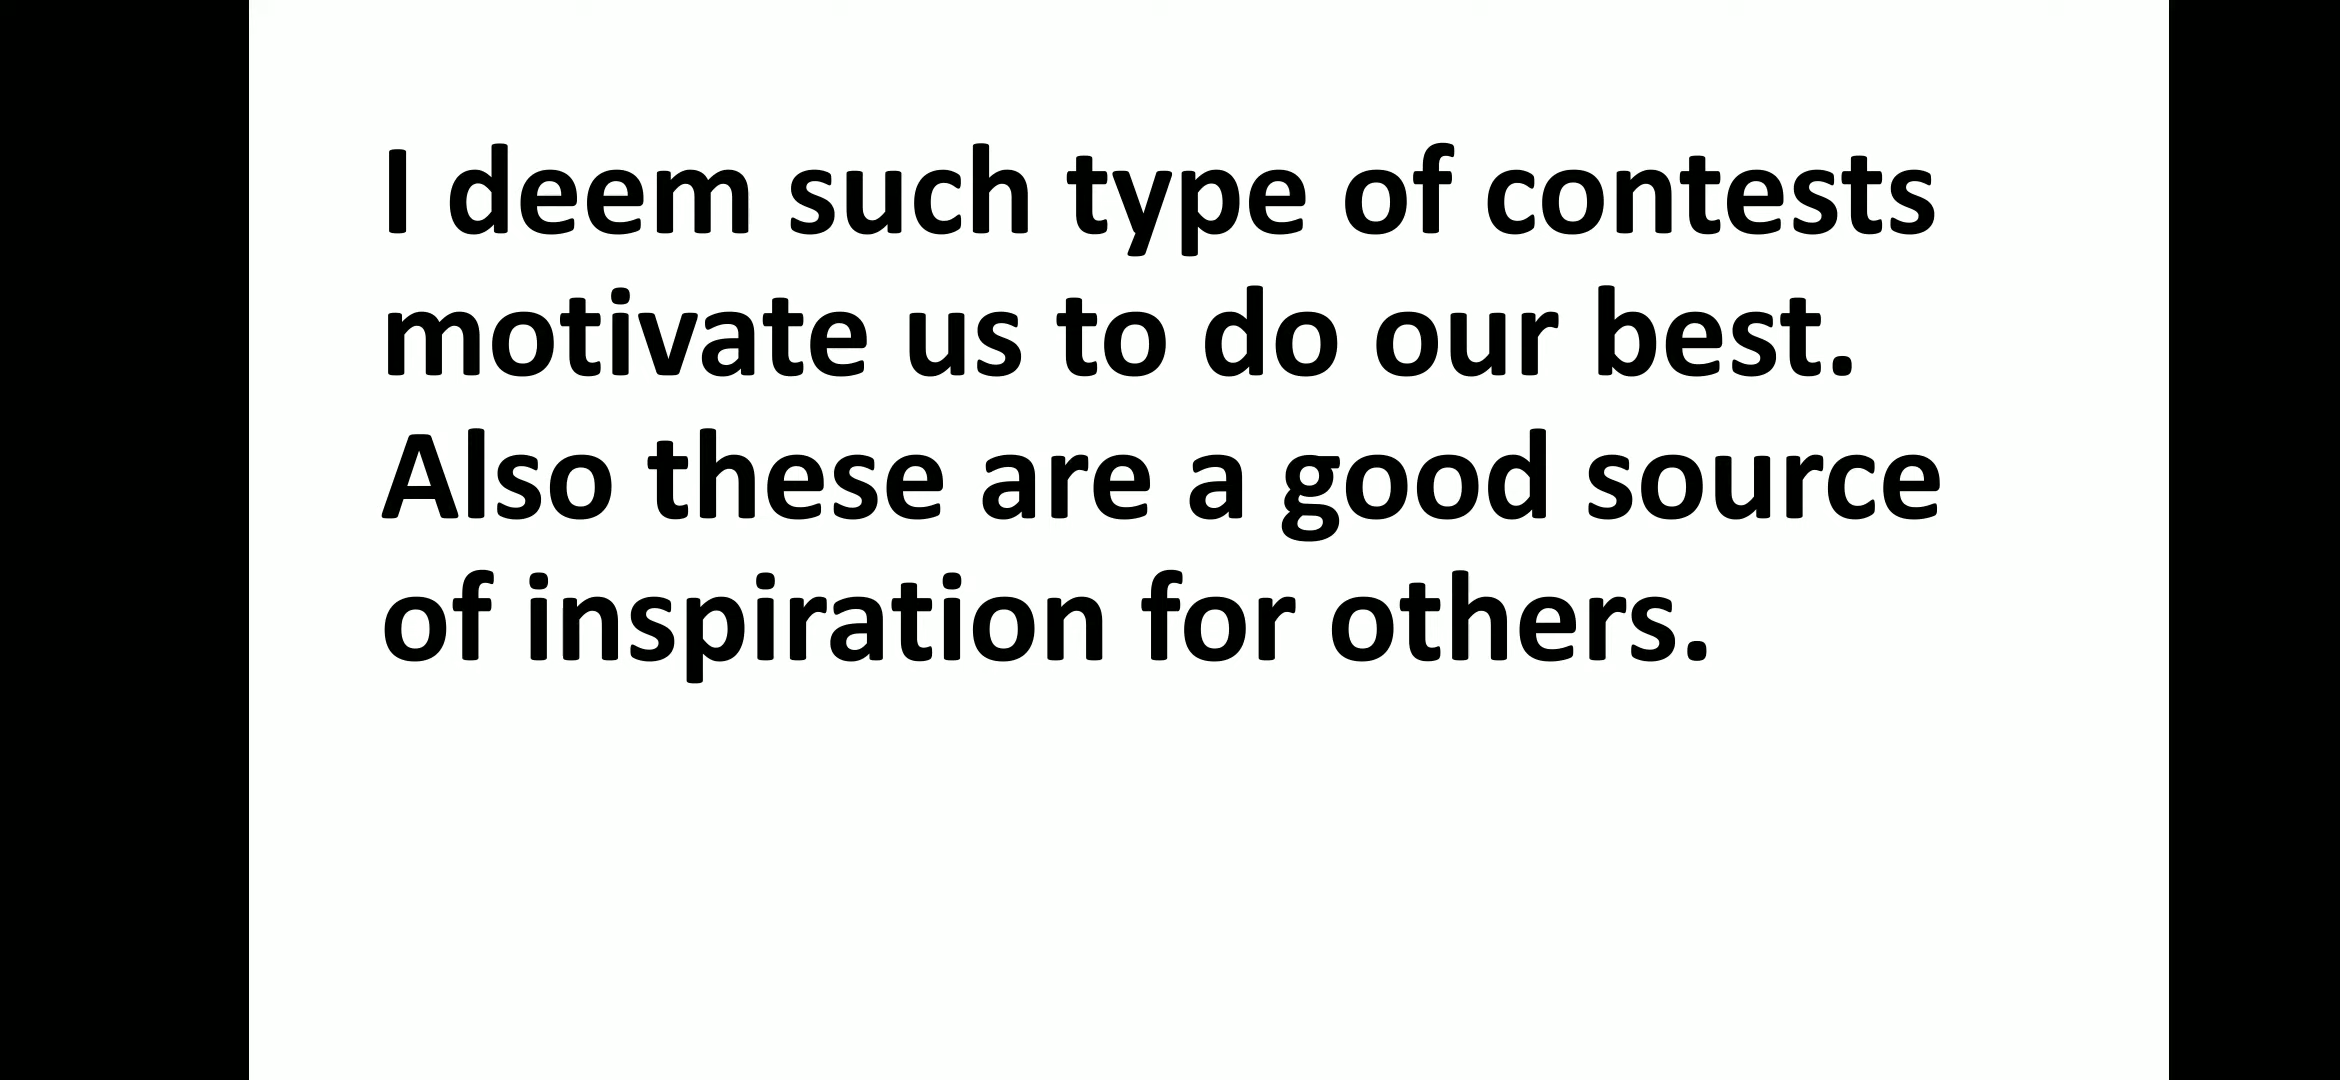 I deem such type of contests
motivate us to do our best.
Also these are a good source
of inspiration for others.